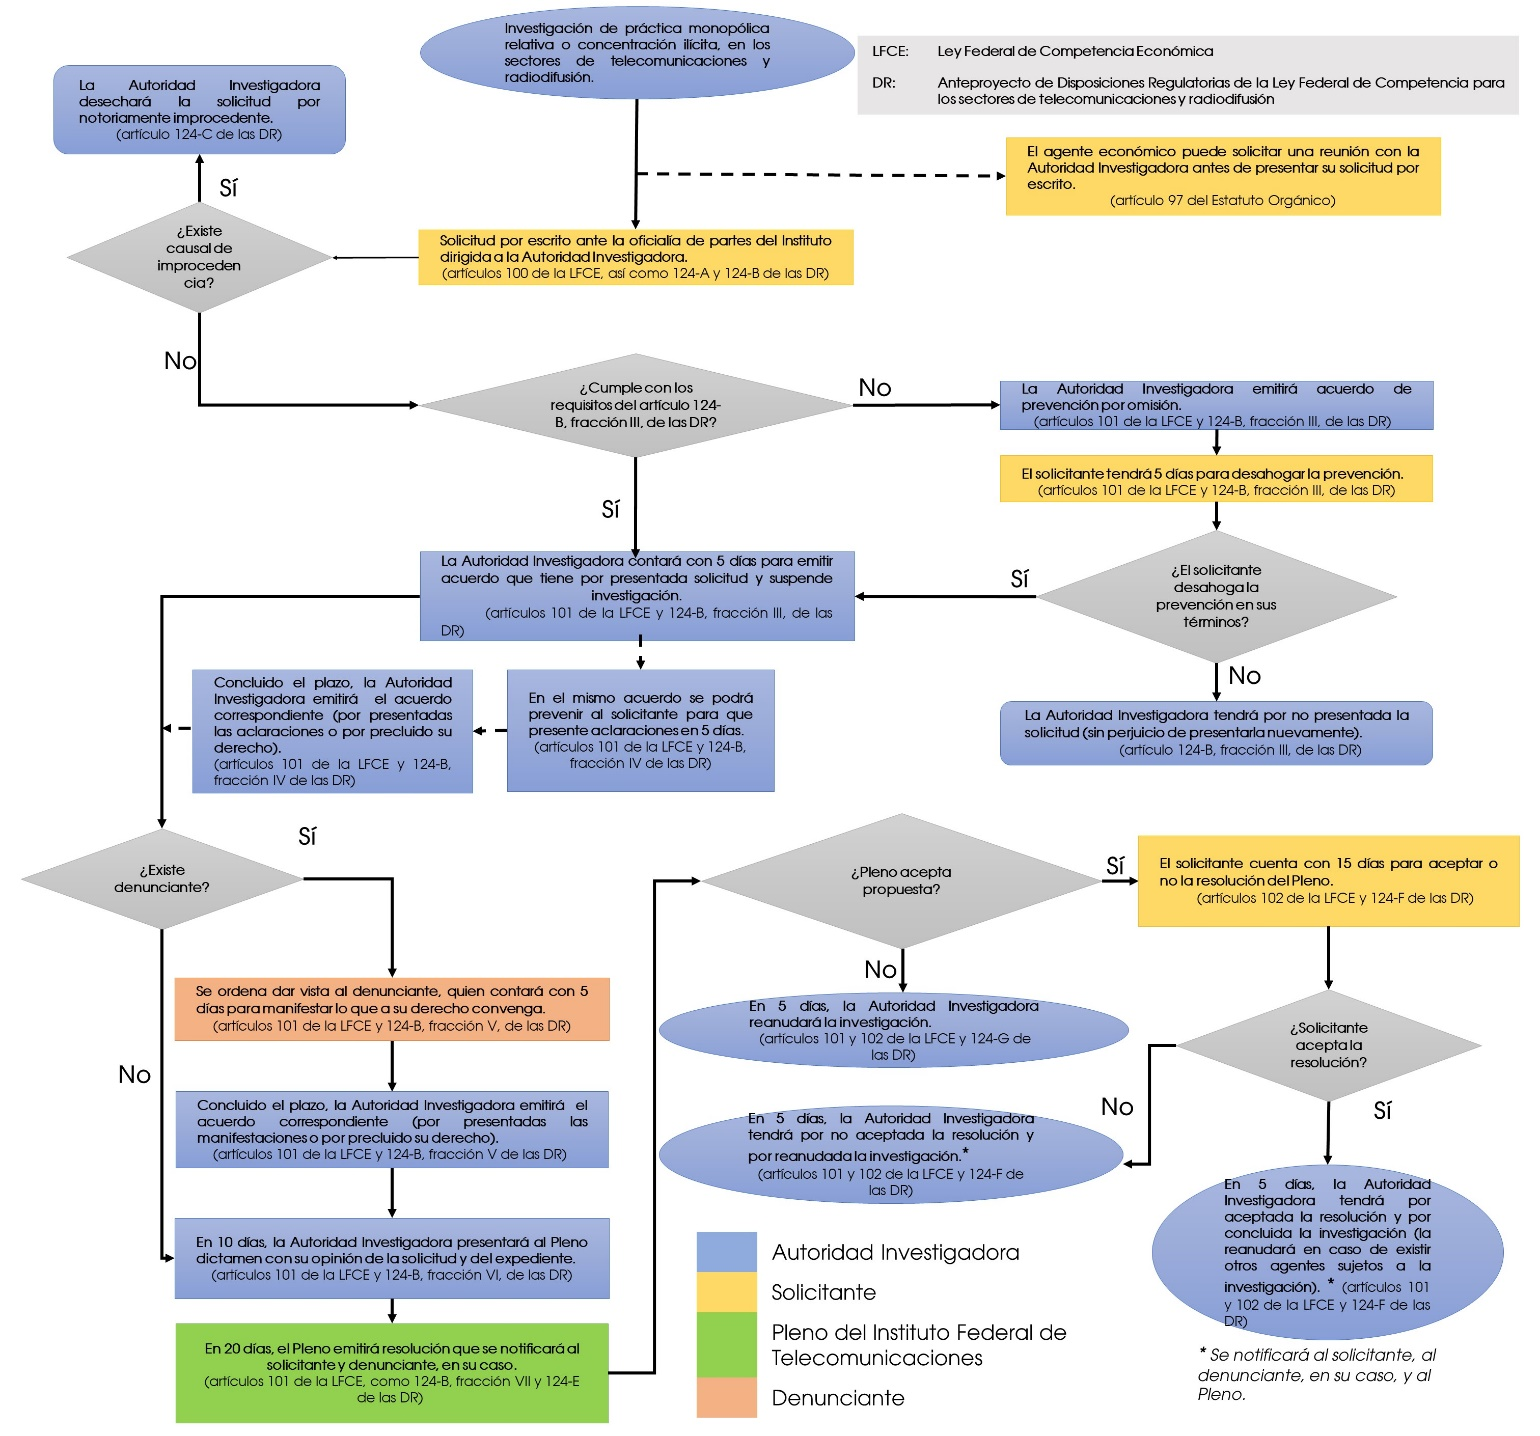 Investigación de práctica monopólica
relativa o concentración ilícita, en los
sectores de telecomunicaciones y
radiodifusión.
LFCE: Ley Federal de Competencia Económica
DR: Anteproyecto de Disposiciones Regulatorias de la Ley Federal de Competencia para
los sectores de telecomunicaciones y radiodifusión
La Autoridad Investigadora
desechará la solicitud por
notoriamente improcedente.
(artículo 124-C de las DR)
El agente económico puede solicitar una reunión con la
Autoridad Investigadora antes de presentar su solicitud por
escrito.
(artículo 97 del Estatuto Orgánico)
Sí
¿Existe
causal de
improceden
cia?
Solicitud por escrito ante la oficialía de partes del Instituto
dirigida a la Autoridad Investigadora.
(artículos 100 de la LFCE, así como 124-A y 124-B de las DR)
No
¿Cumple con los
requisitos del artículo 124-
B, fracción III, de las DR?
No
La Autoridad Investigadora emitirá acuerdo de
prevención por omisión.
(artículos 101 de la LFCE y 124-B, fracción III, de las DR)
El solicitante tendrá 5 días para desahogar la prevención.
(artículos 101 de la LFCE y 124-B, fracción III, de las DR)
Sí
La Autoridad Investigadora contará con 5 días para emitir
acuerdo que tiene por presentada solicitud y suspende
investigación.
(artículos 101 de la LFCE y 124-B, fracción III, de las
DR)
Sí
¿El solicitante
desahoga la
prevención en sus
términos?
No
La Autoridad Investigadora tendrá por no presentada la
solicitud (sin perjuicio de presentarla nuevamente).
(artículo 124-B, fracción III, de las DR)
Concluido el plazo, la Autoridad
Investigadora emitirá el acuerdo
correspondiente (por presentadas
las aclaraciones o por precluido su
derecho).
(artículos 101 de la LFCE y 124-B,
fracción IV de las DR)
En el mismo acuerdo se podrá
prevenir al solicitante para que
presente aclaraciones en 5 días.
(artículos 101 de la LFCE y 124-B,
fracción IV de las DR)
Sí
¿Existe
denunciante?
¿Pleno acepta
propuesta?
Sí
El solicitante cuenta con 15 días para aceptar o
no la resolución del Pleno.
(artículos 102 de la LFCE y 124-F de las DR)
No
Se ordena dar vista al denunciante, quien contará con 5
días para manifestar lo que a su derecho convenga.
(artículos 101 de la LFCE y 124-B, fracción V, de las DR)
En 5 días, la Autoridad Investigadora
reanudará la investigación.
(artículos 101 y 102 de la LFCE y 124-G de
las DR)
¿Solicitante
acepta la
resolución?
No
Concluido el plazo, la Autoridad Investigadora emitirá el
acuerdo correspondiente (por presentadas las
manifestaciones o por precluido su derecho).
(artículos 101 de la LFCE y 124-B, fracción V de las DR)
No
Sí
En 5 días, la Autoridad Investigadora
tendrá por no aceptada la resolución y
por reanudada la investigación.*
(artículos 101 y 102 de la LFCE y 124-F de
las DR)
En 5 días, la Autoridad
Investigadora tendrá por
aceptada la resolución y por
concluida la investigación (la
reanudará en caso de existir
otros agentes sujetos a la
investigación). * (artículos 101
y 102 de la LFCE y 124-F de las
DR)
En 10 días, la Autoridad Investigadora presentará al Pleno
dictamen con su opinión de la solicitud y del expediente.
(artículos 101 de la LFCE y 124-B, fracción VI, de las DR)
En 20 días, el Pleno emitirá resolución que se notificará al
solicitante y denunciante, en su caso.
(artículos 101 de la LFCE, como 124-B, fracción VII y 124-E
de las DR)
Autoridad Investigadora
Solicitante
Pleno del Instituto Federal de
Telecomunicaciones
Denunciante
* Se notificará al solicitante, al
denunciante, en su caso, y al
Pleno.